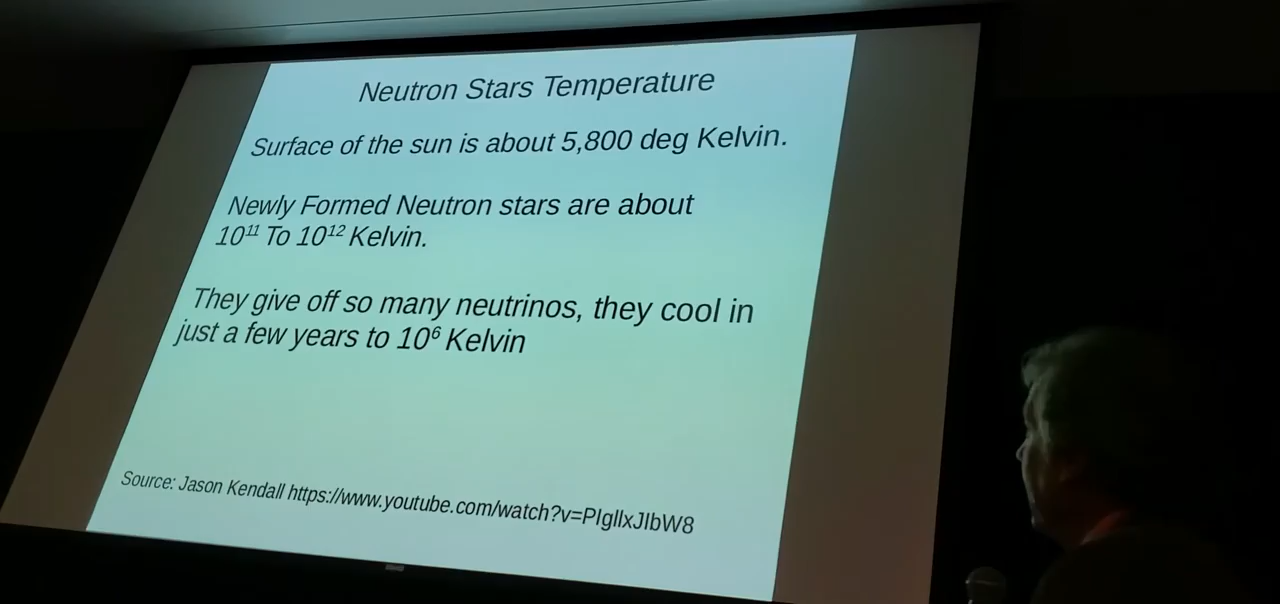 Neutron Stars Temperature
Surface of the sun is about 5,800 deg Kelvin.
Newly Formed Neutron stars are about
10¹¹ To 10¹² Kelvin.
They give off so many neutrinos, they cool in
just a few years to 10⁶ Kelvin
Source: Jason Kendall https://www.youtube.com/watch?v=PIgllxJIbW8